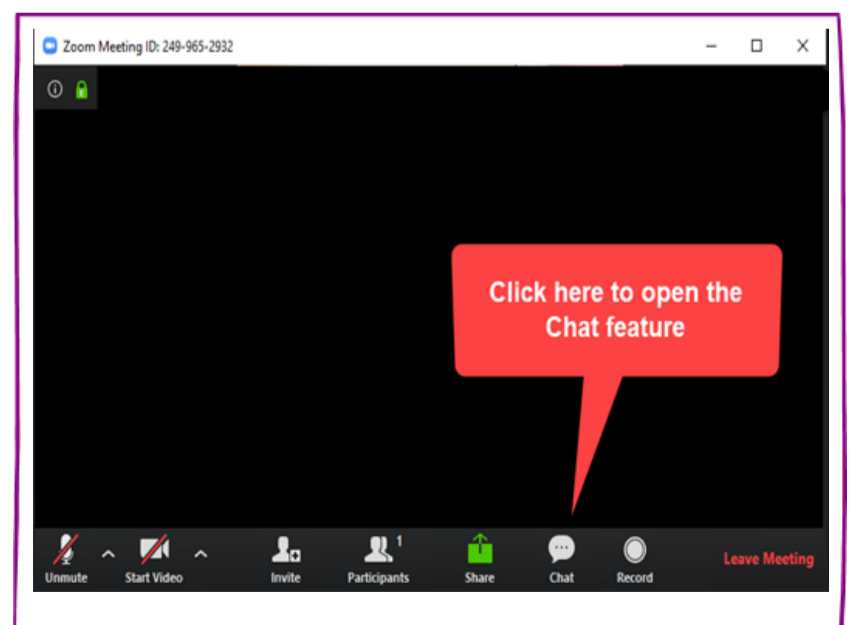 Zoom Meeting ID: 249-965-2932
Click here to open the
Chat feature
1
Unmute Start Video Invite Participants Share Chat Record Leave Meeting